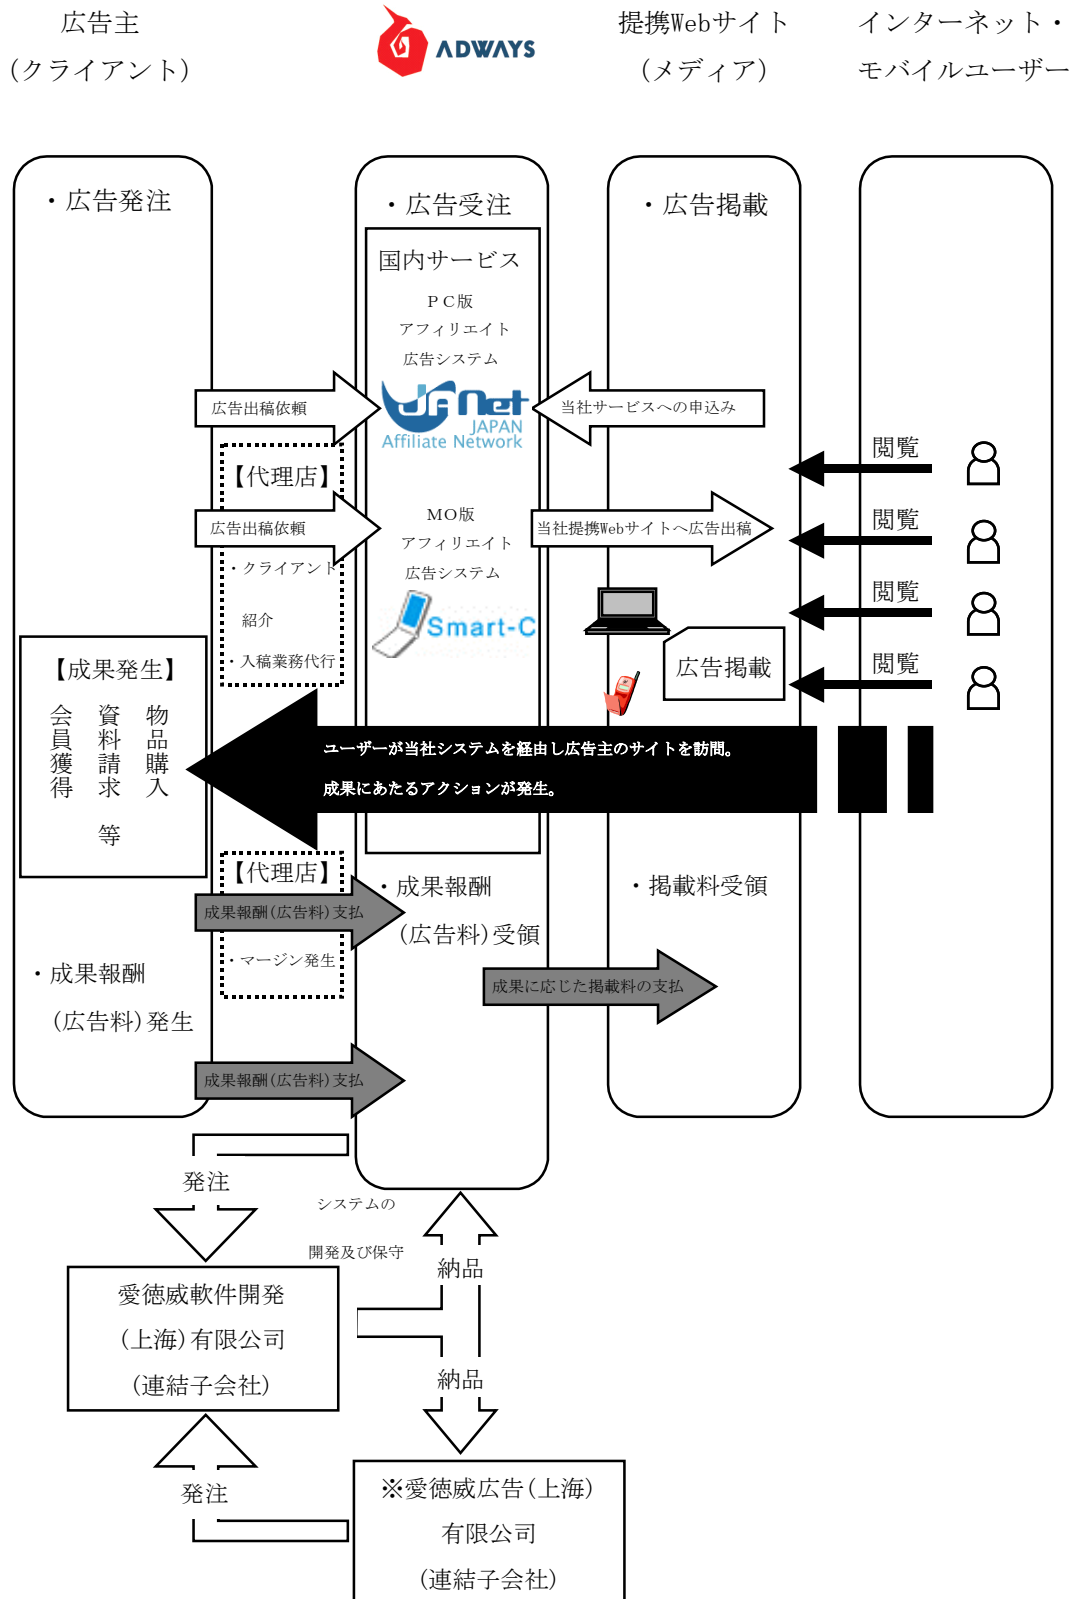 広告主
(クライアント)
ADWAYS
提携Webサイト
(メディア)
インターネット・
モバイルユーザー
・広告発注
・広告受注
・広告掲載
国内サービス
PC版
アフィリエイト
広告システム
JANet
JAPAN
Affiliate Network
広告出稿依頼
当社サービスへの申込み
【代理店】
広告出稿依頼
・クライアント
紹介
・入稿業務代行
MO版
アフィリエイト
広告システム
Smart-C
当社提携Webサイトへ広告出稿
閲覧
閲覧
閲覧
閲覧
広告掲載
【成果発生】
物品購入
資料請求 等
会員獲得
ユーザーが当社システムを経由し広告主のサイトを訪問。
成果にあたるアクションが発生。
【代理店】
成果報酬(広告料)支払
・マージン発生
・成果報酬
(広告料)受領
・掲載料受領
・成果報酬
(広告料)発生
成果に応じた掲載料の支払
成果報酬(広告料)支払
発注
システムの
開発及び保守
納品
愛徳威軟件開発
(上海)有限公司
(連結子会社)
納品
発注
※愛徳威広告(上海)
有限公司
(連結子会社)